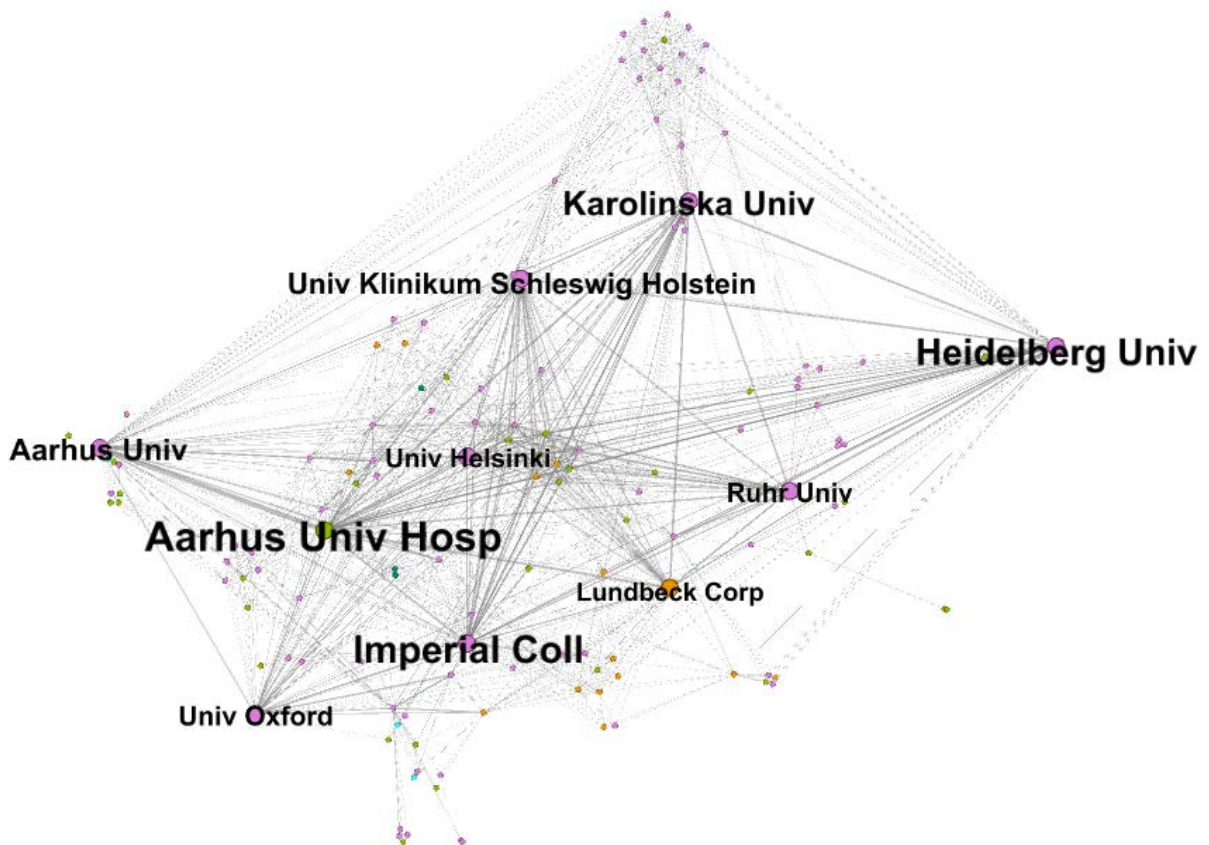 Karolinska Univ
Univ Klinikum Schleswig Holstein
Heidelberg Univ
Aarhus Univ
Univ Helsinki
Ruhr Univ
Aarhus Univ Hosp
Lundbeck Corp
Imperial Coll
Univ Oxford